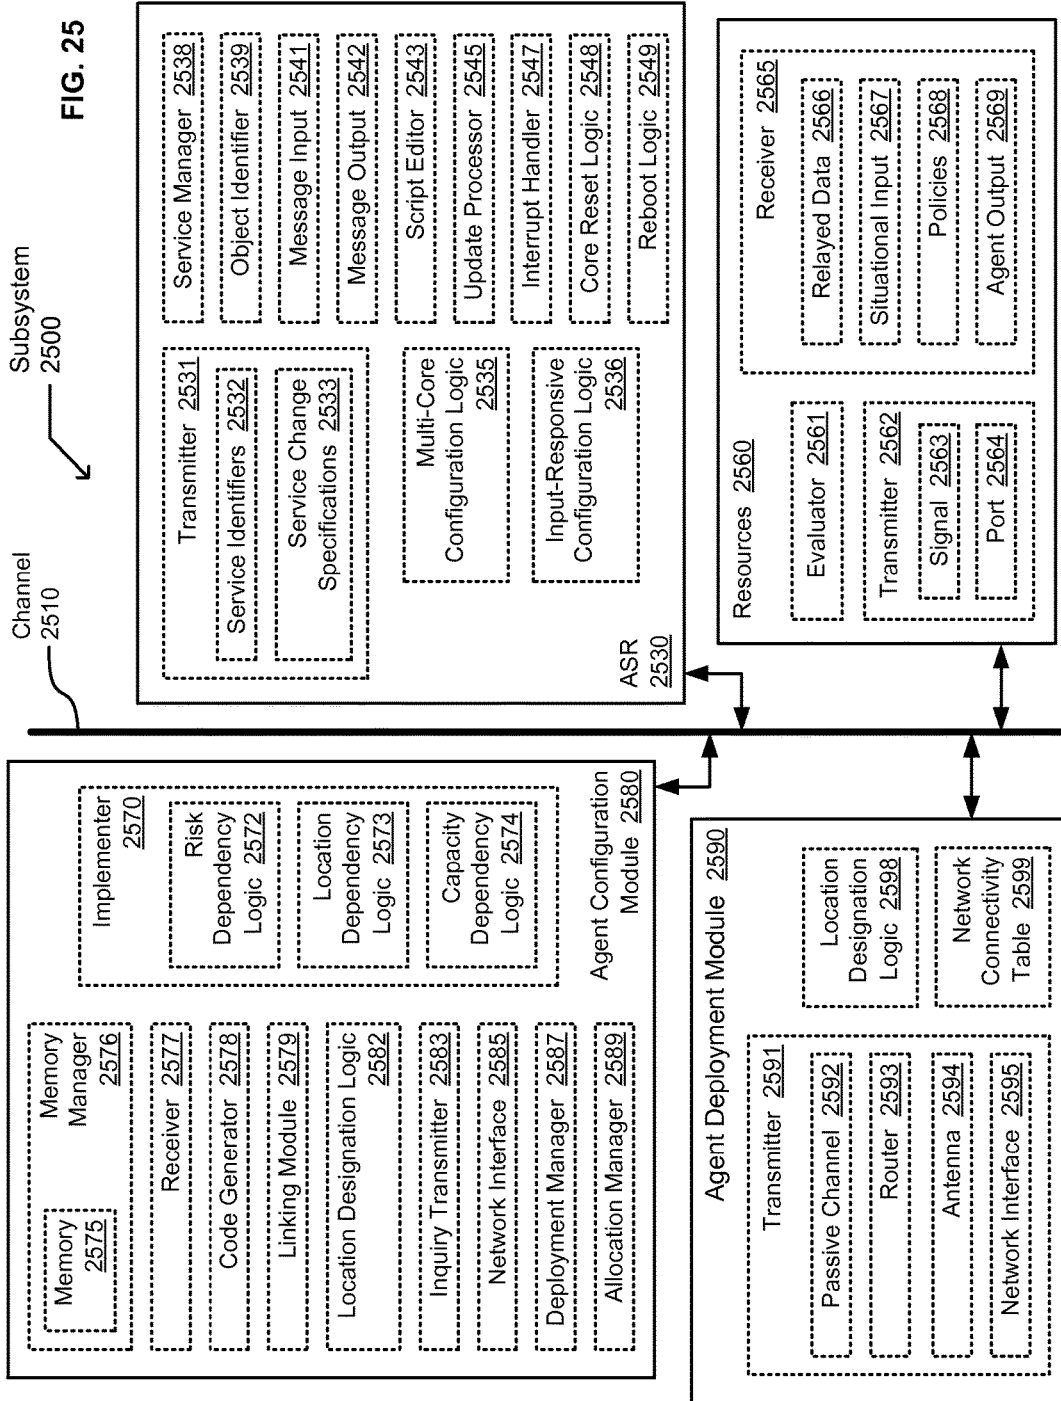 FIG. 25
Subsystem
2500
Channel
2510
Memory
Manager
2576
Memory
2575
Receiver 2577
Code Generator 2578
Linking Module 2579
Location Designation Logic
2582
Inquiry Transmitter 2583
Network Interface 2585
Deployment Manager 2587
Allocation Manager 2589
Implementer
2570
Risk
Dependency
Logic 2572
Location
Dependency
Logic 2573
Capacity
Dependency
Logic 2574
Agent Configuration
Module 2580
Transmitter 2531
Service Identifiers 2532
Service Change
Specifications 2533
Multi-Core
Configuration Logic
2535
Input-Responsive
Configuration Logic
2536
ASR
2530
Service Manager 2538
Object Identifier 2539
Message Input 2541
Message Output 2542
Script Editor 2543
Update Processor 2545
Interrupt Handler 2547
Core Reset Logic 2548
Reboot Logic 2549
Agent Deployment Module 2590
Transmitter 2591
Passive Channel 2592
Router 2593
Antenna 2594
Network Interface 2595
Location
Designation
Logic 2598
Network
Connectivity
Table 2599
Resources 2560
Evaluator 2561
Transmitter 2562
Signal 2563
Port 2564
Receiver 2565
Relayed Data 2566
Situational Input 2567
Policies 2568
Agent Output 2569